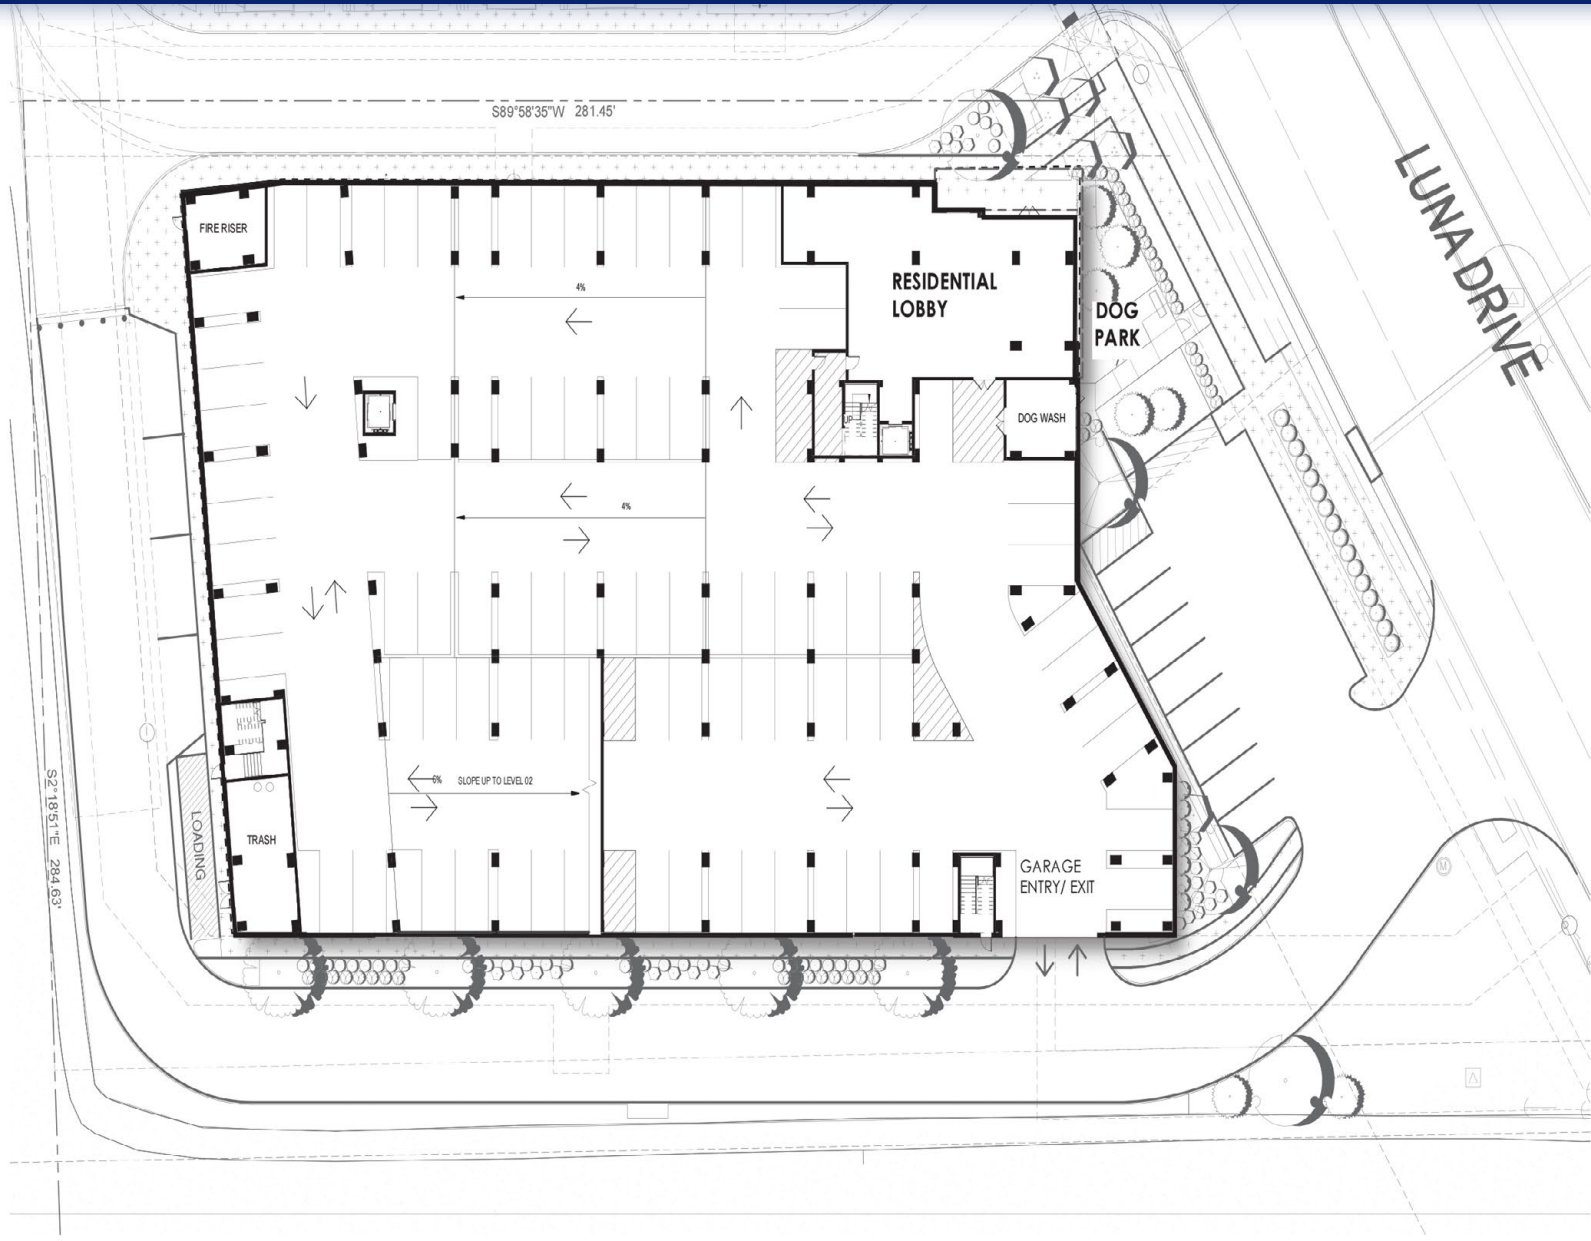 S89°58'35"W 281.45'
LUNA DRIVE
FIRE RISER
RESIDENTIAL
LOBBY
4%
DOG
PARK
UP
DOG WASH
4%
6% SLOPE UP TO LEVEL 02
S2°18'51"E 284.63'
LOADING
TRASH
GARAGE
ENTRY/ EXIT
M